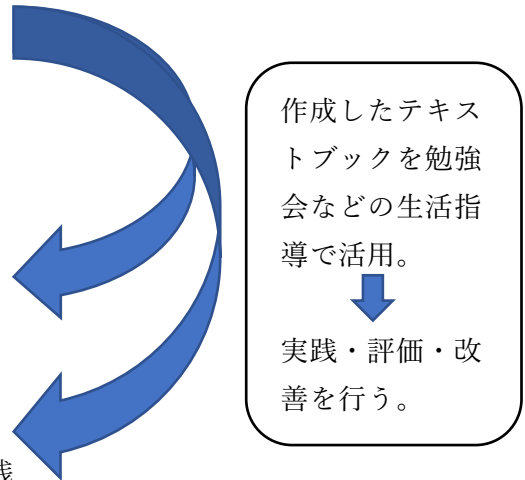 作成したテキス
トブックを勉強
会などの生活指
導で活用。
実践・評価・改
善を行う。